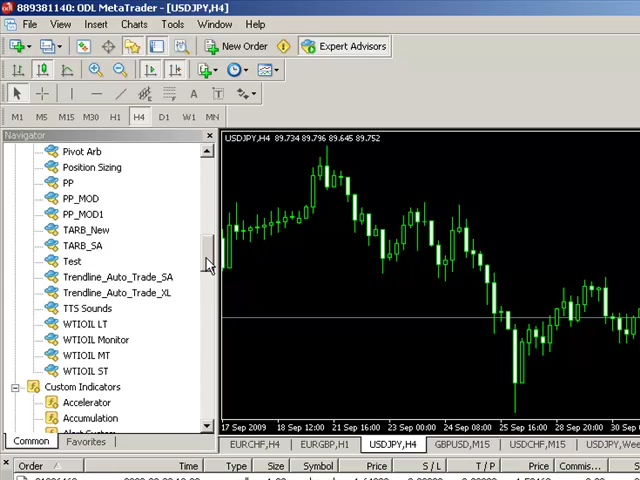 889381140: ODL MetaTrader - [USDJPY,H4]
File View Insert Charts Tools Window Help
New Order Expert Advisors
A T
M1 M5 M15 M30 H1 H4 D1 W1 MN
Navigator
USDJPY,H4 89.734 89.796 89.645 89.752
Pivot Arb
Position Sizing
PP
PP_MOD
PP_MOD1
TARB_New
TARB_SA
Test
Trendline_Auto_Trade_SA
Trendline_Auto_Trade_XL
TTS Sounds
WTIOIL LT
WTIOIL Monitor
WTIOIL MT
WTIOIL ST
Custom Indicators
Accelerator
Accumulation
17 Sep 2009 18 Sep 12:00 21 Sep 16:00 23 Sep 00:00 24 Sep 08:00 25 Sep 16:00 28 Sep 20:00 30 Sep
Common Favorites
EURCHF,H4 EURGBP,H1 USDJPY,H4 GBPUSD,M15 USDCHF,M15 USDJPY,Wee
Order Time Type Size Symbol Price S / L T / P Price Commis...